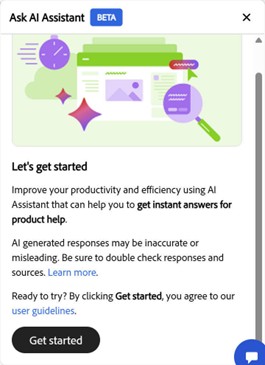 Ask AI Assistant BETA
Let's get started
Improve your productivity and efficiency using AI
Assistant that can help you to get instant answers for
product help.
AI generated responses may be inaccurate or
misleading. Be sure to double check responses and
sources. Learn more.
Ready to try? By clicking Get started, you agree to our
user guidelines.
Get started